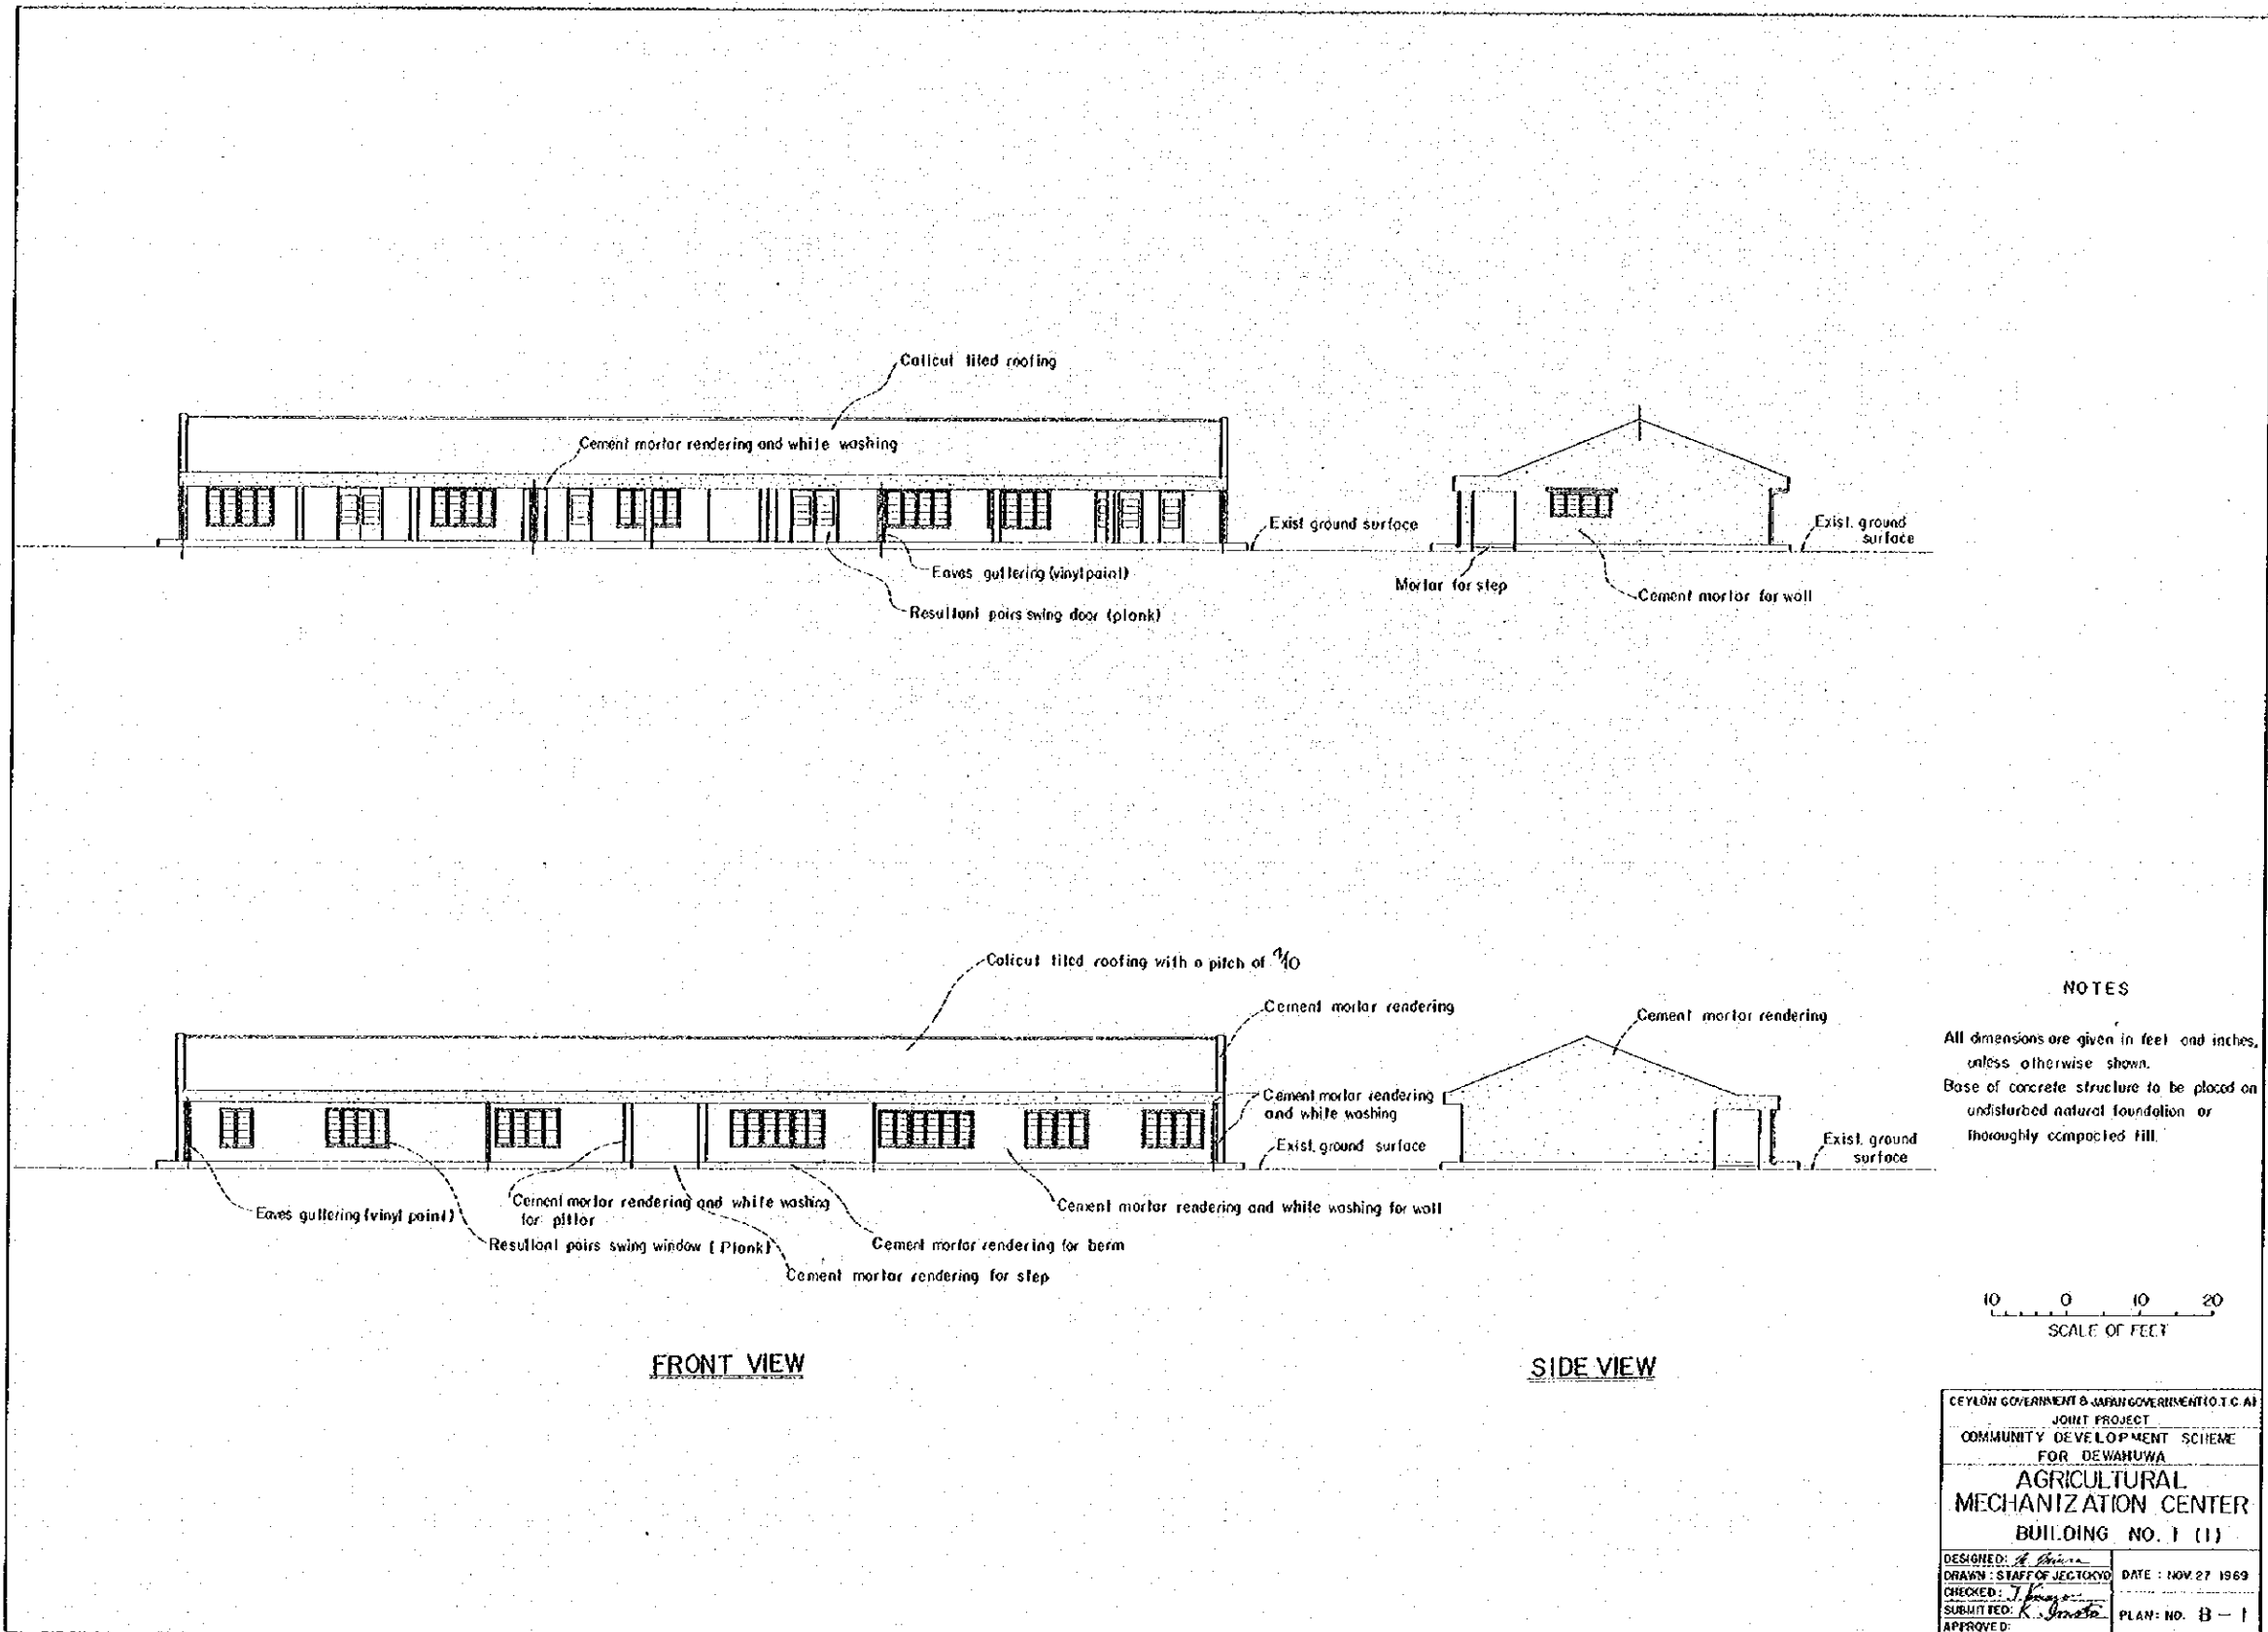 Calicut tiled roofing
Cement mortar rendering and white washing
Exist ground surface
Exist. ground
surface
Eaves guttering (vinyl paint)
Mortar for step
Cement mortar for wall
Resultant pairs swing door (plank)
Calicut tiled roofing with a pitch of 4/10
Cement mortar rendering
Cement mortar rendering
Cement mortar rendering
and white washing
Exist. ground surface
Exist. ground
surface
NOTES
All dimensions are given in feet and inches,
unless otherwise shown.
Base of concrete structure to be placed on
undisturbed natural foundation or
thoroughly compacted fill.
Eaves guttering (vinyl paint)
Cement mortar rendering and white washing
for pillar
Cement mortar rendering and white washing for wall
Resultant pairs swing window (Plank)
Cement mortar rendering for berm
Cement mortar rendering for step
10 0 10 20
SCALE OF FEET
FRONT VIEW
SIDE VIEW
CEYLON GOVERNMENT & JAPAN GOVERNMENT (O.T.C.A)
JOINT PROJECT
COMMUNITY DEVELOPMENT SCHEME
FOR DEWAHUWA
AGRICULTURAL
MECHANIZATION CENTER
BUILDING NO. 1 (1)
DESIGNED:
DRAWN: STAFF OF JEC TOKYO
DATE: NOV. 27 1969
CHECKED:
SUBMITTED: K.
PLAN: NO. B-1
APPROVED: